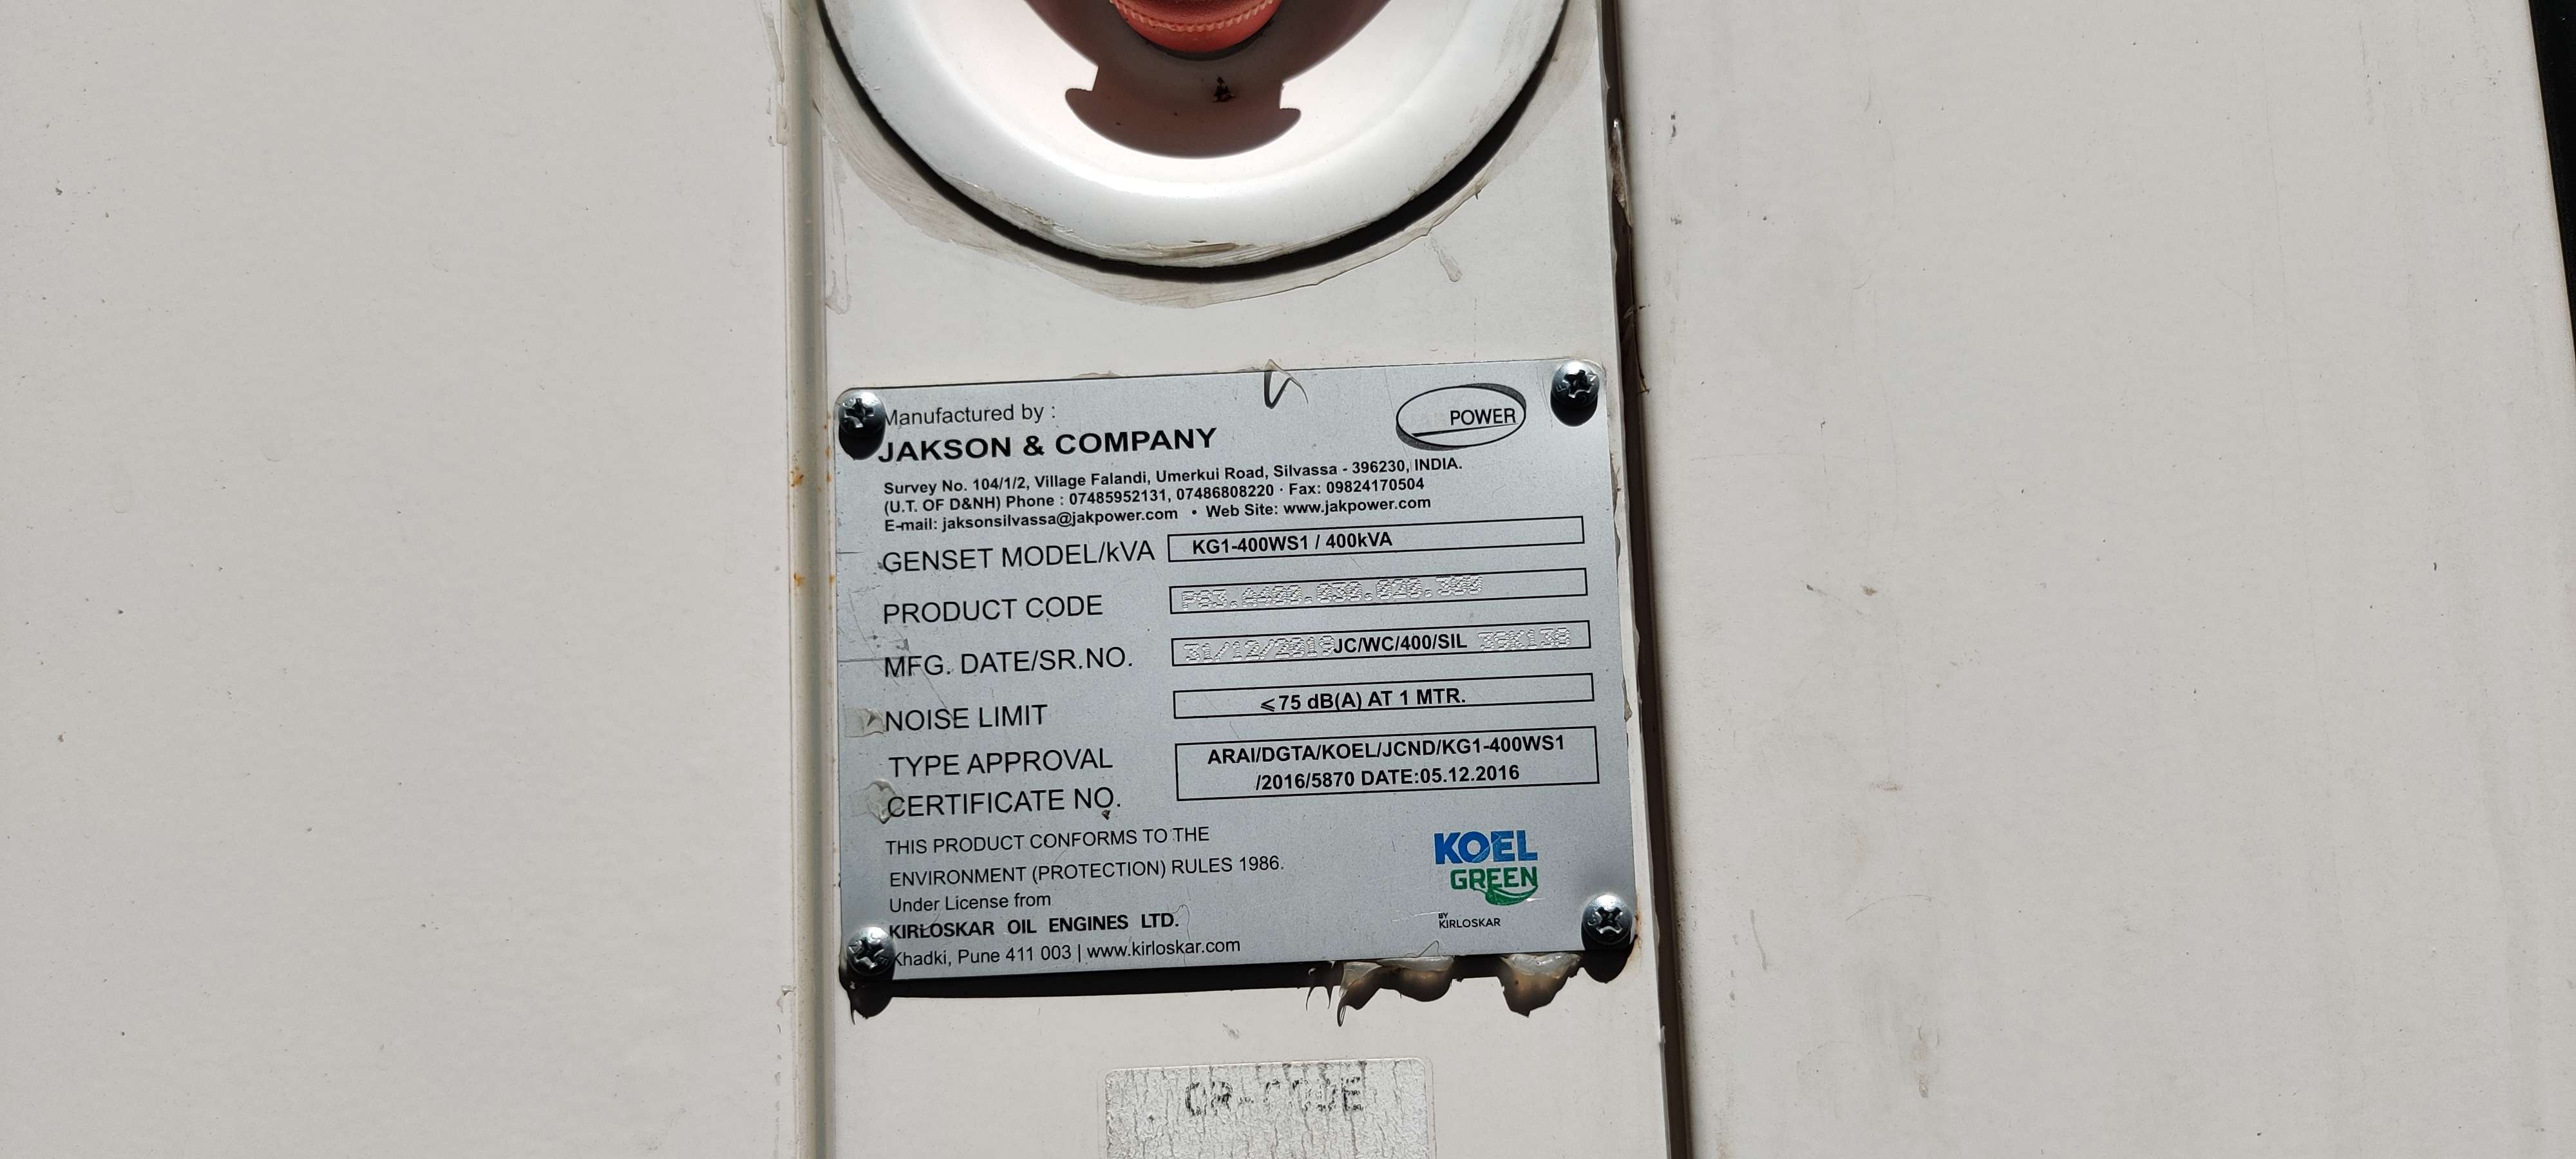 Manufactured by :
POWER
JAKSON & COMPANY
Survey No. 104/1/2, Village Falandi, Umerkui Road, Silvassa - 396230, INDIA.
(U.T. OF D&NH) Phone : 07485952131, 07486808220 · Fax: 09824170504
E-mail: jaksonsilvassa@jakpower.com • Web Site: www.jakpower.com
GENSET MODEL/kVA KG1-400WS1 / 400kVA
PRODUCT CODE
MFG. DATE/SR.NO. 31/12/2019 JC/WC/400/SIL
NOISE LIMIT ⩽75 dB(A) AT 1 MTR.
TYPE APPROVAL ARAI/DGTA/KOEL/JCND/KG1-400WS1
CERTIFICATE NO. /2016/5870 DATE:05.12.2016
THIS PRODUCT CONFORMS TO THE
ENVIRONMENT (PROTECTION) RULES 1986.
Under License from
KIRLOSKAR OIL ENGINES LTD.
Khadki, Pune 411 003 | www.kirloskar.com
KOEL
GREEN
BY
KIRLOSKAR
QR-CODE